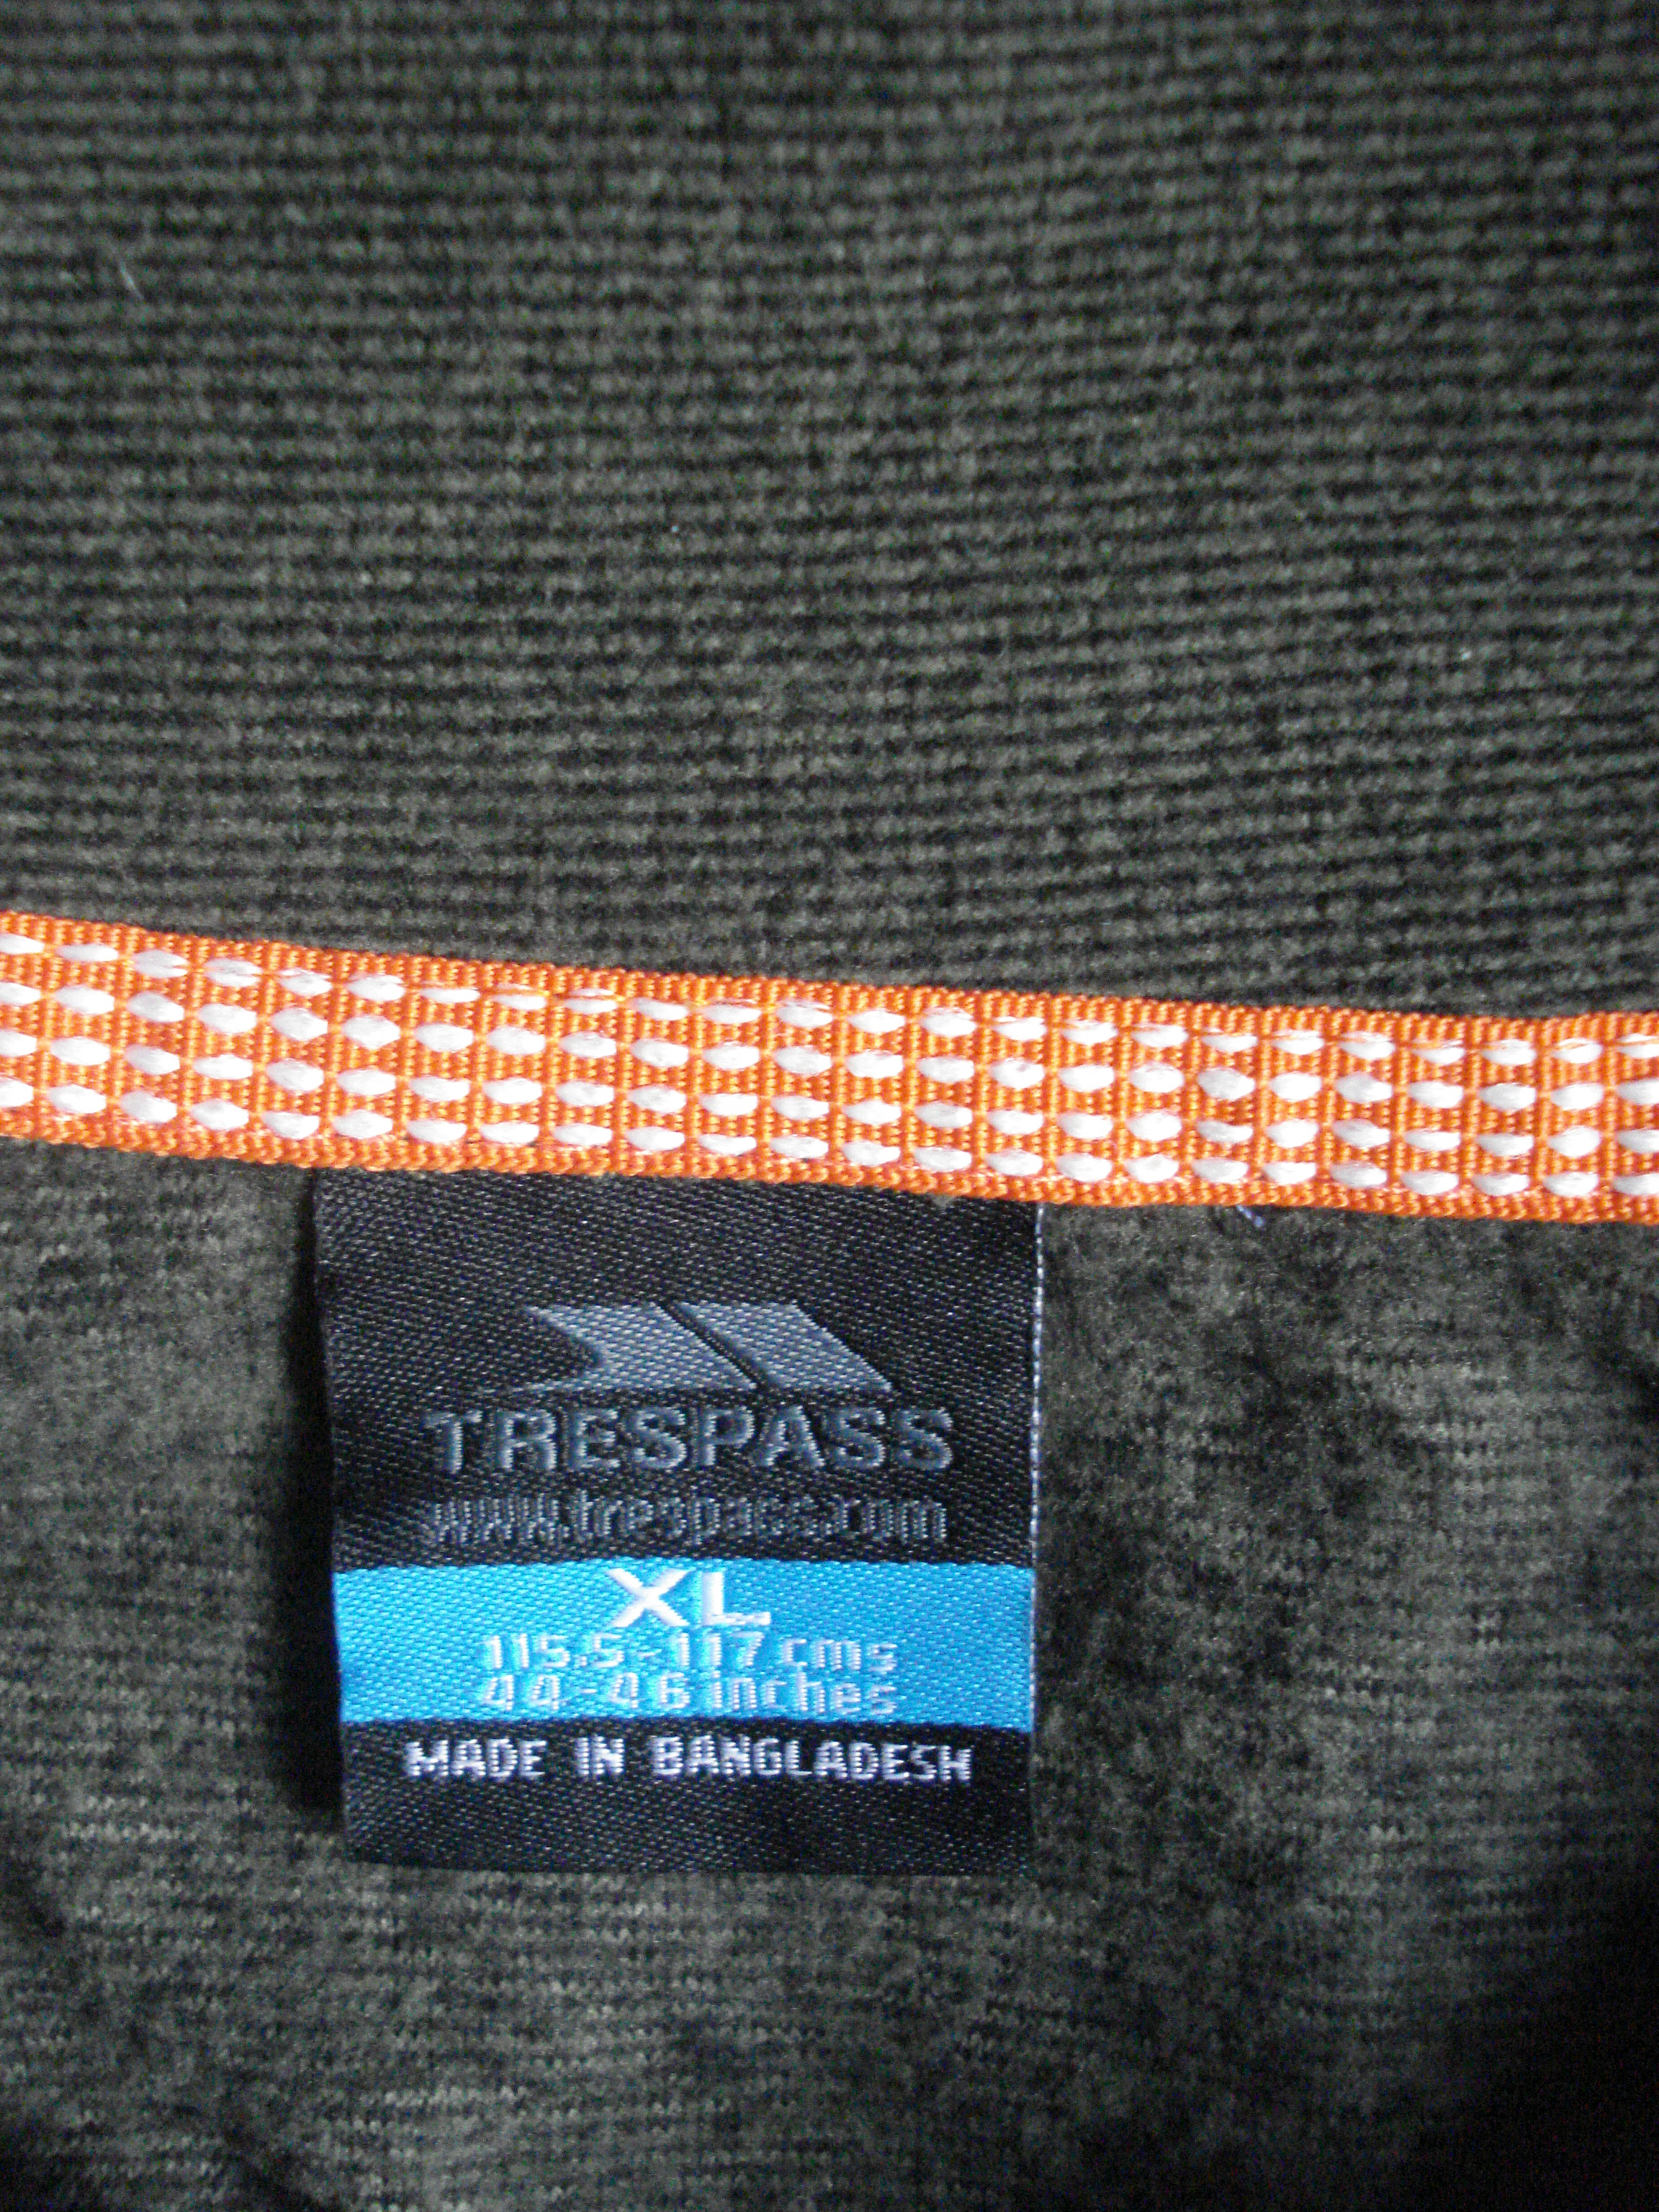 TRESPASS
www.trespass.com
XL
115.5-117 cms
44-46 inches
MADE IN BANGLADESH